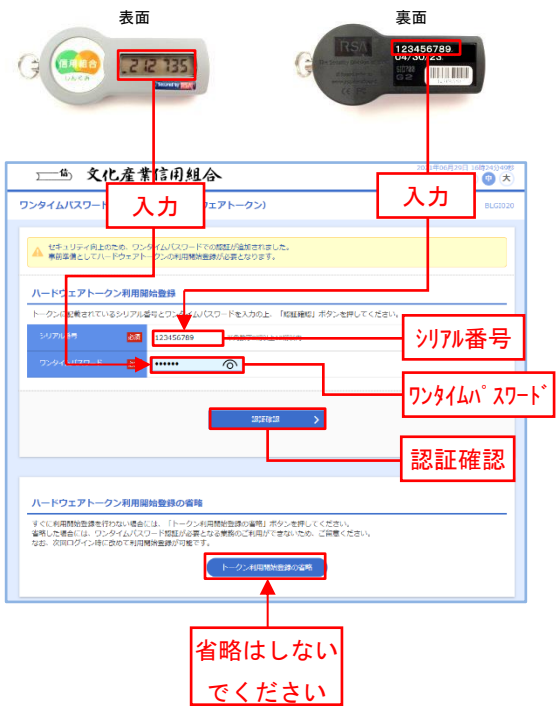 表面
裏面
信用組合
しんくみ
212 735
Secured by RSA
RSA
123456789
04/30/23
文化産業信用組合
中 大
入力
入力
ワンタイムパスワード
ェアトークン)
BLGI020
セキュリティ向上のため、ワンタイムパスワードでの認証が追加されました。
事前準備としてハードウェアトークンの利用開始登録が必要となります。
ハードウェアトークン利用開始登録
トークンに記載されているシリアル番号とワンタイムパスワードを入力の上、「認証確認」ボタンを押してください。
シリアル番号
必須
123456789
シリアル番号
ワンタイムパスワード
ワンタイムパスワード
認証確認
認証確認
ハードウェアトークン利用開始登録の省略
すぐに利用開始登録を行わない場合には、「トークン利用開始登録の省略」ボタンを押してください。
省略した場合には、ワンタイムパスワード認証が必要となる業務のご利用ができないため、ご留意ください。
なお、次回ログイン時に改めて利用開始登録が可能です。
トークン利用開始登録の省略
省略はしない
でください